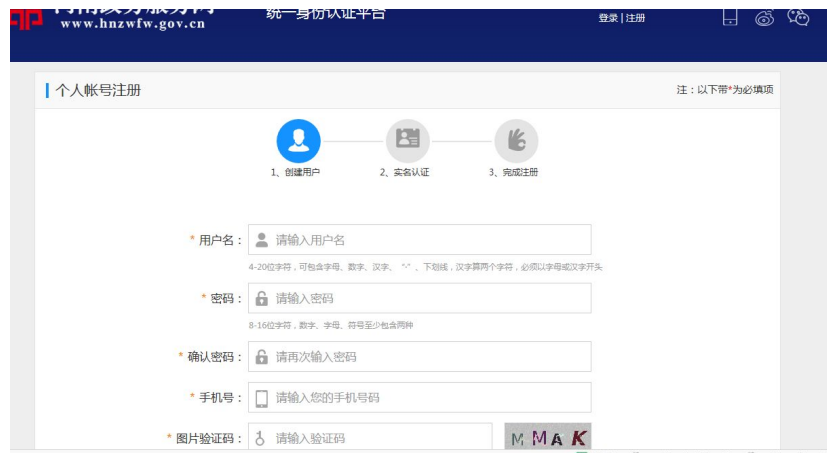 河南政务服务网
www.hnzwfw.gov.cn
统一身份认证平台
登录 | 注册
个人帐号注册
注：以下带*为必填项
1、创建用户
2、实名认证
3、完成注册
* 用户名：
请输入用户名
4-20位字符，可包含字母、数字、汉字、“-”、下划线，汉字算两个字符，必须以字母或汉字开头
* 密码：
请输入密码
8-16位字符，数字、字母、符号至少包含两种
* 确认密码：
请再次输入密码
* 手机号：
请输入您的手机号码
* 图片验证码：
请输入验证码
M M A K